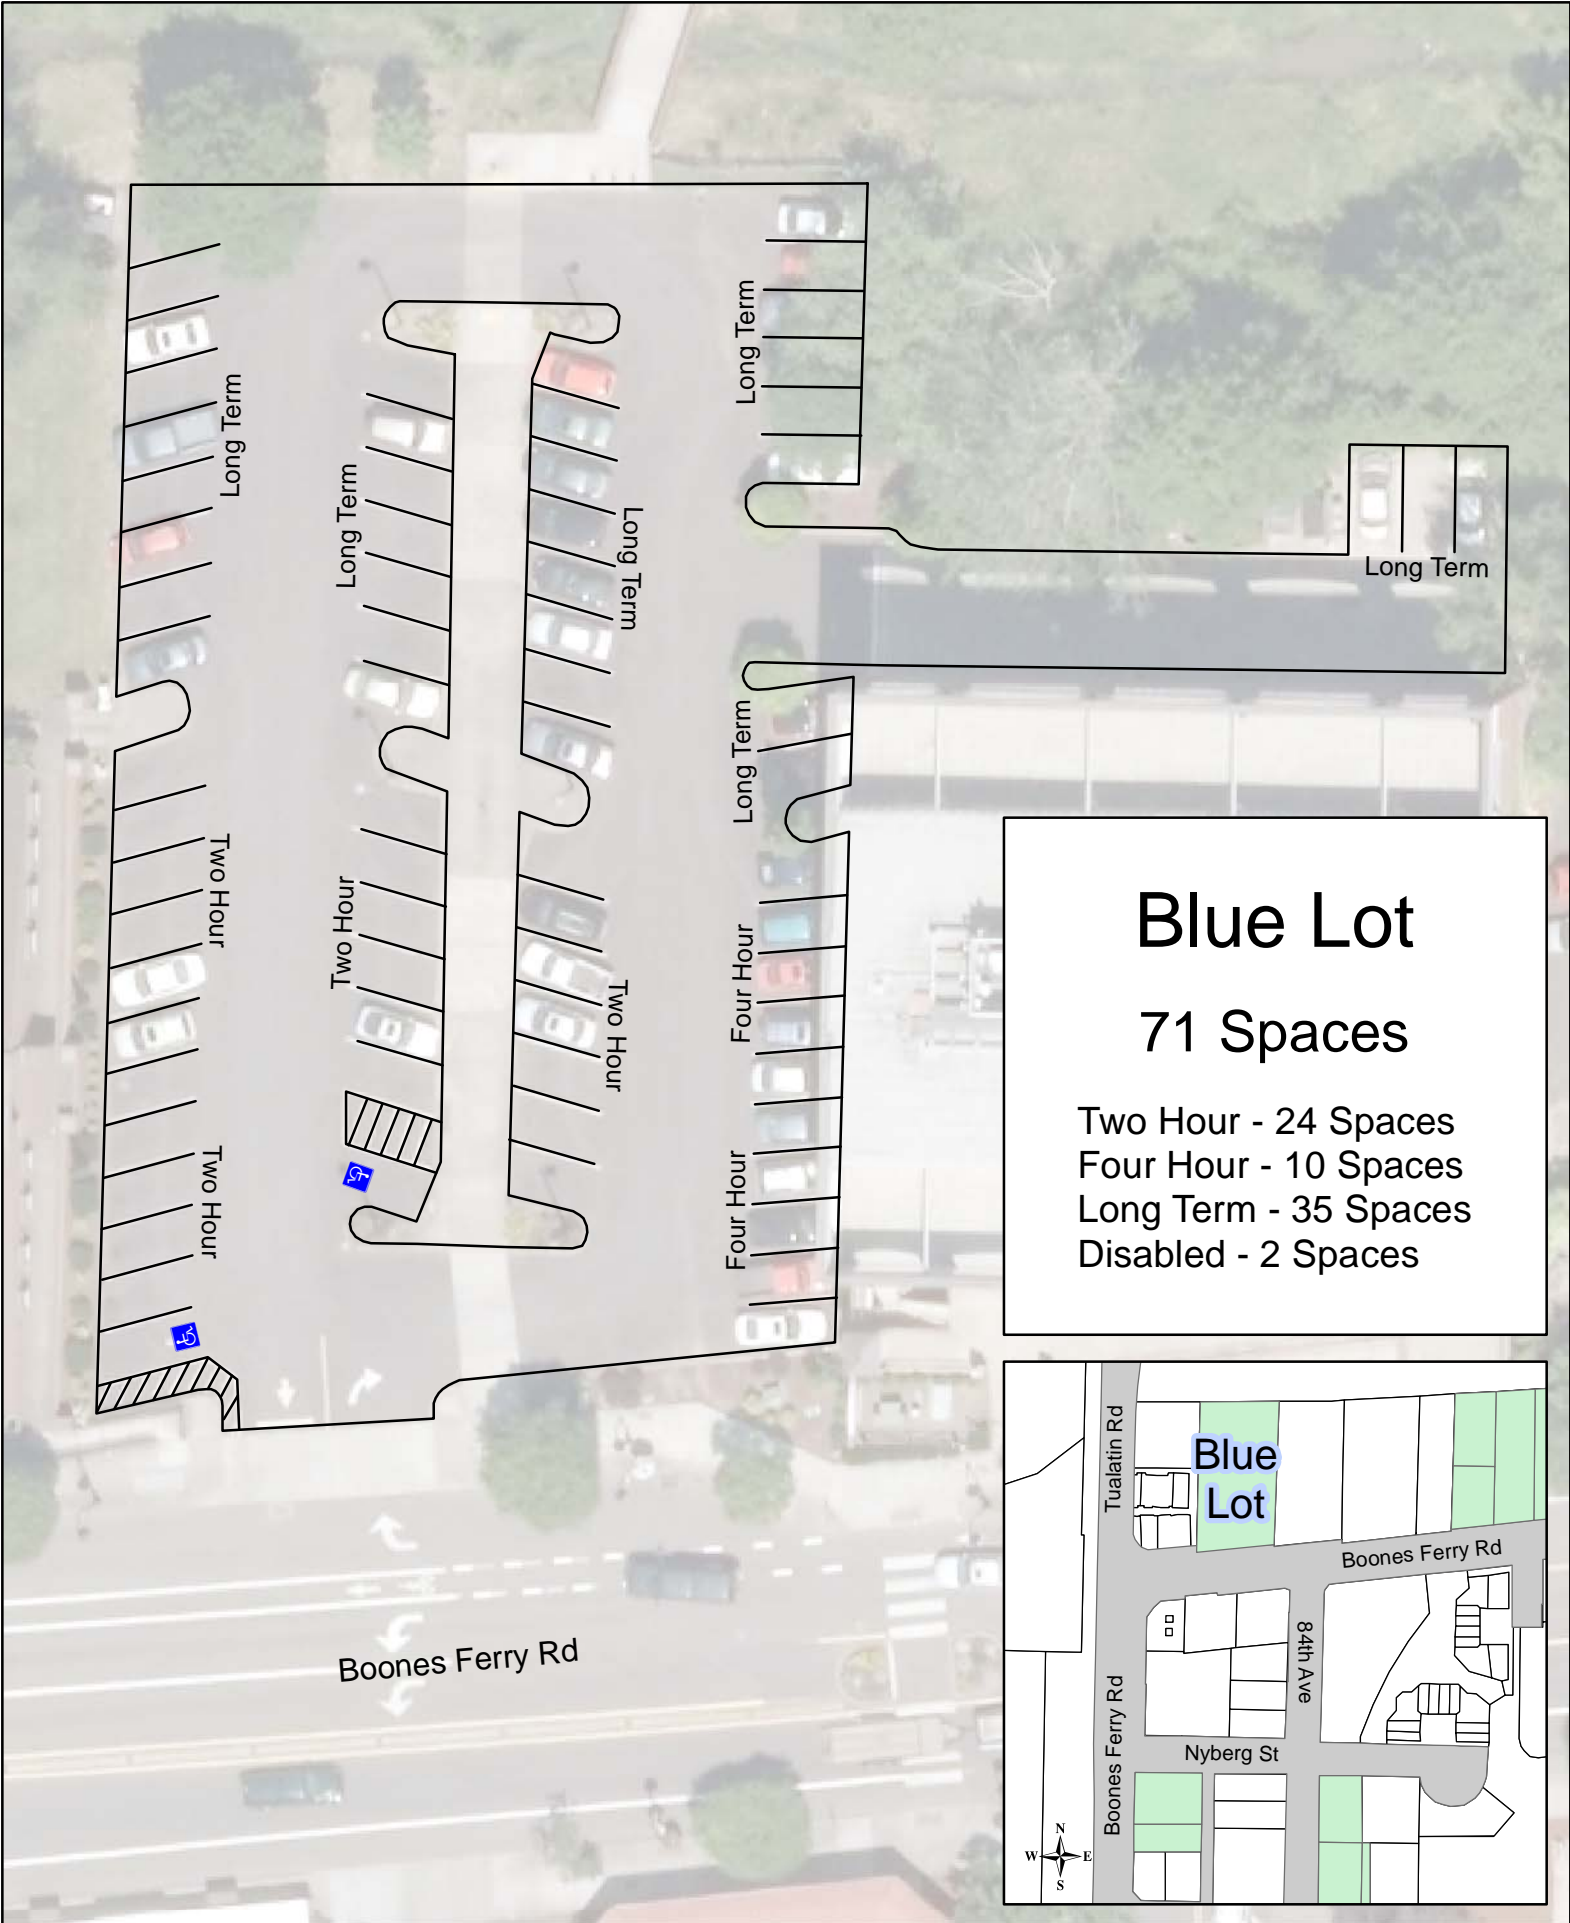 Long Term
Long Term
Long Term
Long Term
Long Term
Long Term
Two Hour
Two Hour
Two Hour
Two Hour
Four Hour
Four Hour
Boones Ferry Rd
Blue Lot
71 Spaces
Two Hour - 24 Spaces
Four Hour - 10 Spaces
Long Term - 35 Spaces
Disabled - 2 Spaces
Tualatin Rd
Blue
Lot
Boones Ferry Rd
84th Ave
Boones Ferry Rd
Nyberg St
N
W
E
S